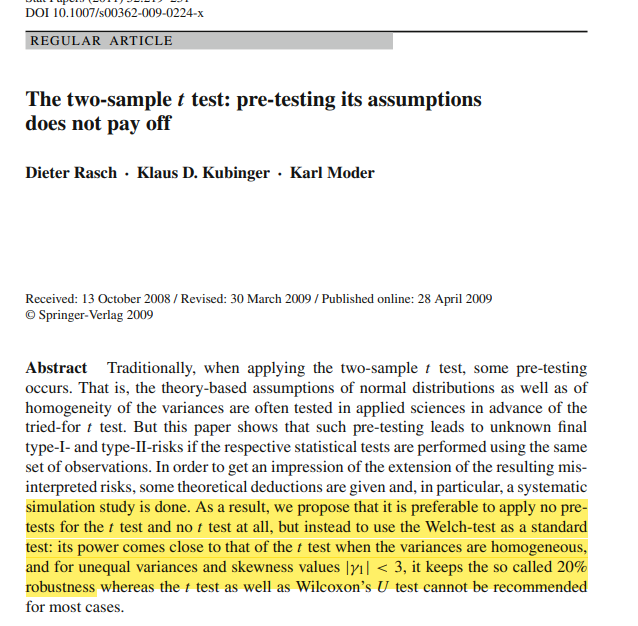 DOI 10.1007/s00362-009-0224-x
REGULAR ARTICLE
The two-sample t test: pre-testing its assumptions
does not pay off
Dieter Rasch · Klaus D. Kubinger · Karl Moder
Received: 13 October 2008 / Revised: 30 March 2009 / Published online: 28 April 2009
© Springer-Verlag 2009
Abstract Traditionally, when applying the two-sample t test, some pre-testing
occurs. That is, the theory-based assumptions of normal distributions as well as of
homogeneity of the variances are often tested in applied sciences in advance of the
tried-for t test. But this paper shows that such pre-testing leads to unknown final
type-I- and type-II-risks if the respective statistical tests are performed using the same
set of observations. In order to get an impression of the extension of the resulting mis-
interpreted risks, some theoretical deductions are given and, in particular, a systematic
simulation study is done. As a result, we propose that it is preferable to apply no pre-
tests for the t test and no t test at all, but instead to use the Welch-test as a standard
test: its power comes close to that of the t test when the variances are homogeneous,
and for unequal variances and skewness values |γ₁| < 3, it keeps the so called 20%
robustness whereas the t test as well as Wilcoxon's U test cannot be recommended
for most cases.